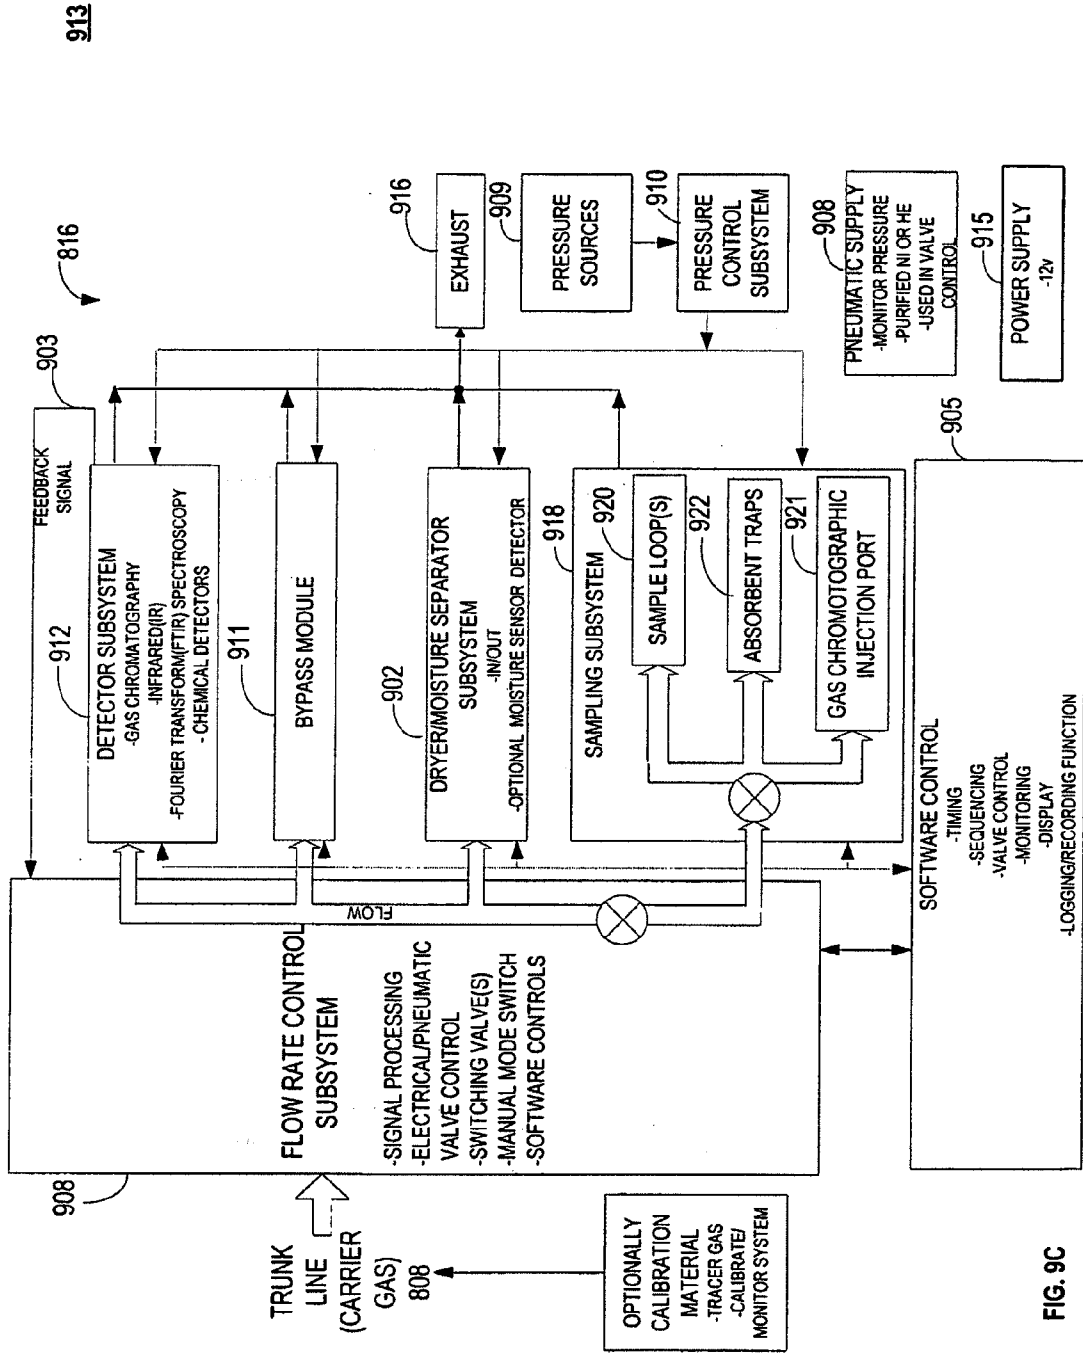 913
816
903
FEEDBACK
SIGNAL
912
DETECTOR SUBSYSTEM
-GAS CHROMATOGRAPHY
-INFRARED(IR)
-FOURIER TRANSFORM(FTIR) SPECTROSCOPY
- CHEMICAL DETECTORS
911
BYPASS MODULE
902
DRYER/MOISTURE SEPARATOR
SUBSYSTEM
-IN/OUT
-OPTIONAL MOISTURE SENSOR DETECTOR
918
SAMPLING SUBSYSTEM
920
SAMPLE LOOP(S)
922
ABSORBENT TRAPS
921
GAS CHROMOTOGRAPHIC
INJECTION PORT
916
EXHAUST
909
PRESSURE
SOURCES
910
PRESSURE
CONTROL
SUBSYSTEM
908
PNEUMATIC SUPPLY
-MONITOR PRESSURE
-PURIFIED NI OR HE
-USED IN VALVE
CONTROL
915
POWER SUPPLY
-12v
905
SOFTWARE CONTROL
-TIMING
-SEQUENCING
-VALVE CONTROL
-MONITORING
-DISPLAY
-LOGGING/RECORDING FUNCTION
908
FLOW RATE CONTROL
SUBSYSTEM
-SIGNAL PROCESSING
-ELECTRICAL/PNEUMATIC
VALVE CONTROL
-SWITCHING VALVE(S)
-MANUAL MODE SWITCH
-SOFTWARE CONTROLS
FLOW
TRUNK
LINE
(CARRIER
GAS)
808
OPTIONALLY
CALIBRATION
MATERIAL
-TRACER GAS
-CALIBRATE/
MONITOR SYSTEM
FIG. 9C